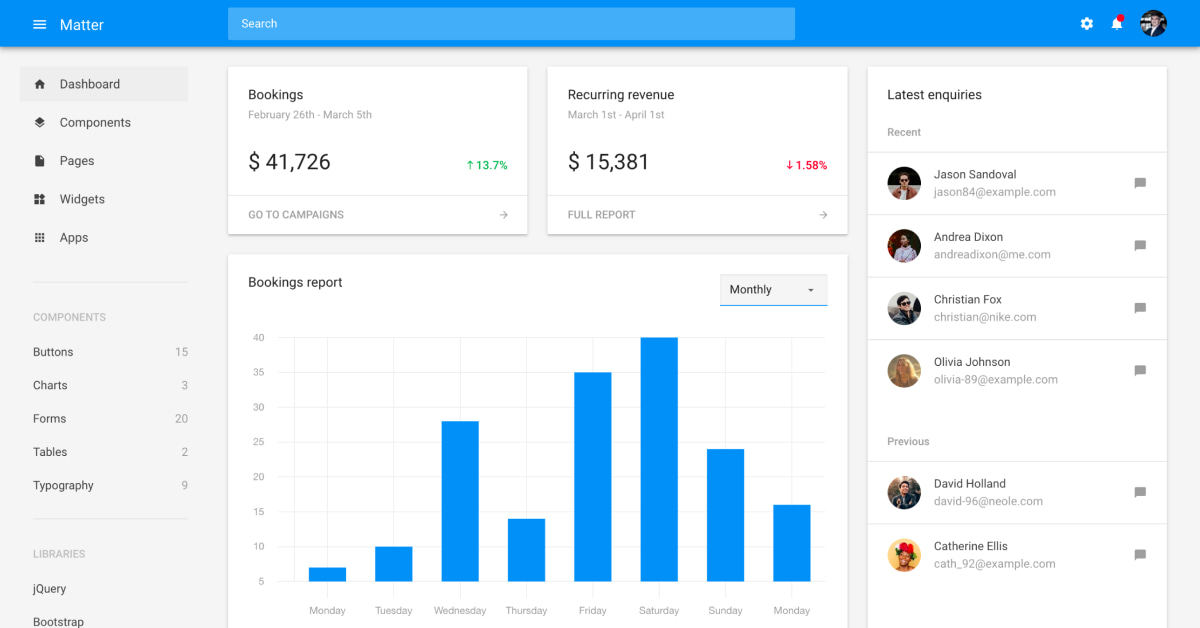 Matter
Search
Dashboard
Components
Pages
Widgets
Apps
COMPONENTS
Buttons 15
Charts 3
Forms 20
Tables 2
Typography 9
LIBRARIES
jQuery
Bootstrap
Bookings
February 26th - March 5th
$ 41,726 ↑ 13.7%
GO TO CAMPAIGNS →
Recurring revenue
March 1st - April 1st
$ 15,381 ↓ 1.58%
FULL REPORT →
Bookings report
Monthly
40
35
30
25
20
15
10
5
Monday Tuesday Wednesday Thursday Friday Saturday Sunday Monday
Latest enquiries
Recent
Jason Sandoval
jason84@example.com
Andrea Dixon
andreadixon@me.com
Christian Fox
christian@nike.com
Olivia Johnson
olivia-89@example.com
Previous
David Holland
david-96@neole.com
Catherine Ellis
cath_92@example.com